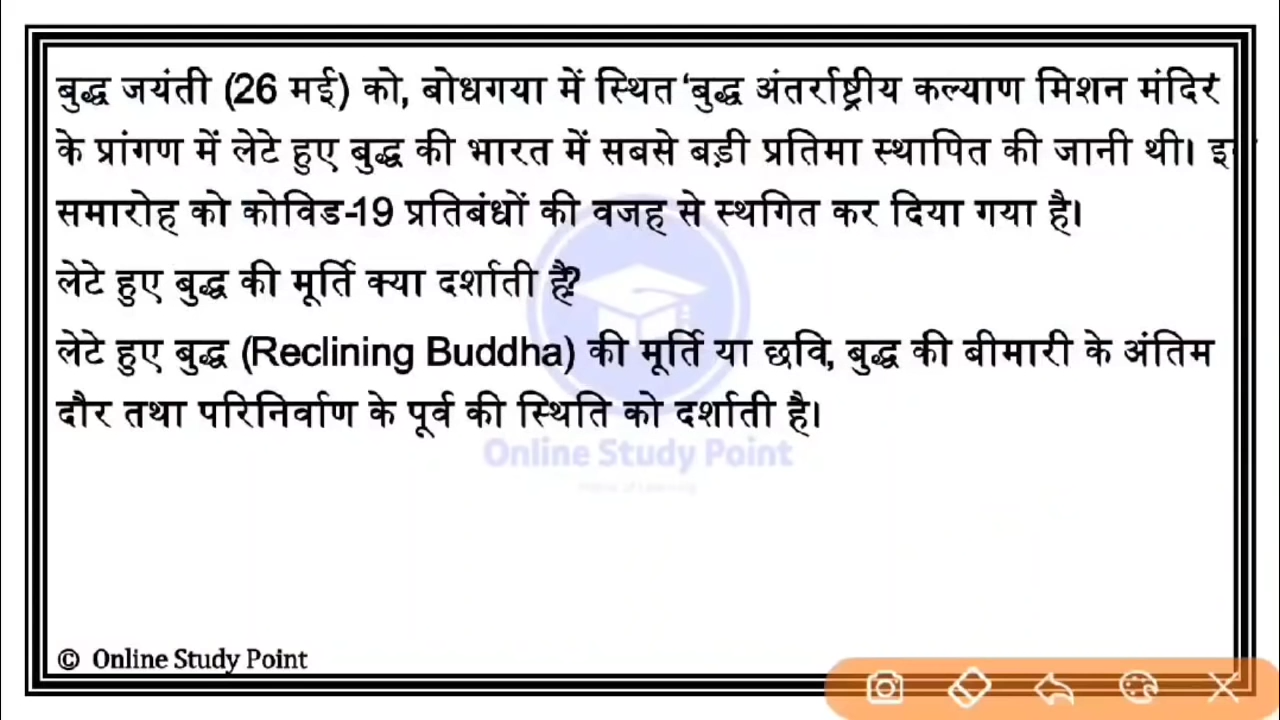 बुद्ध जयंती (26 मई) को, बोधगया में स्थित ‘बुद्ध अंतर्राष्ट्रीय कल्याण मिशन मंदिर’
के प्रांगण में लेटे हुए बुद्ध की भारत में सबसे बड़ी प्रतिमा स्थापित की जानी थी।
समारोह को कोविड-19 प्रतिबंधों की वजह से स्थगित कर दिया गया है।
लेटे हुए बुद्ध की मूर्ति क्या दर्शाती है?
लेटे हुए बुद्ध (Reclining Buddha) की मूर्ति या छवि, बुद्ध की बीमारी के अंतिम
दौर तथा परिनिर्वाण के पूर्व की स्थिति को दर्शाती है।
Online Study Point
© Online Study Point